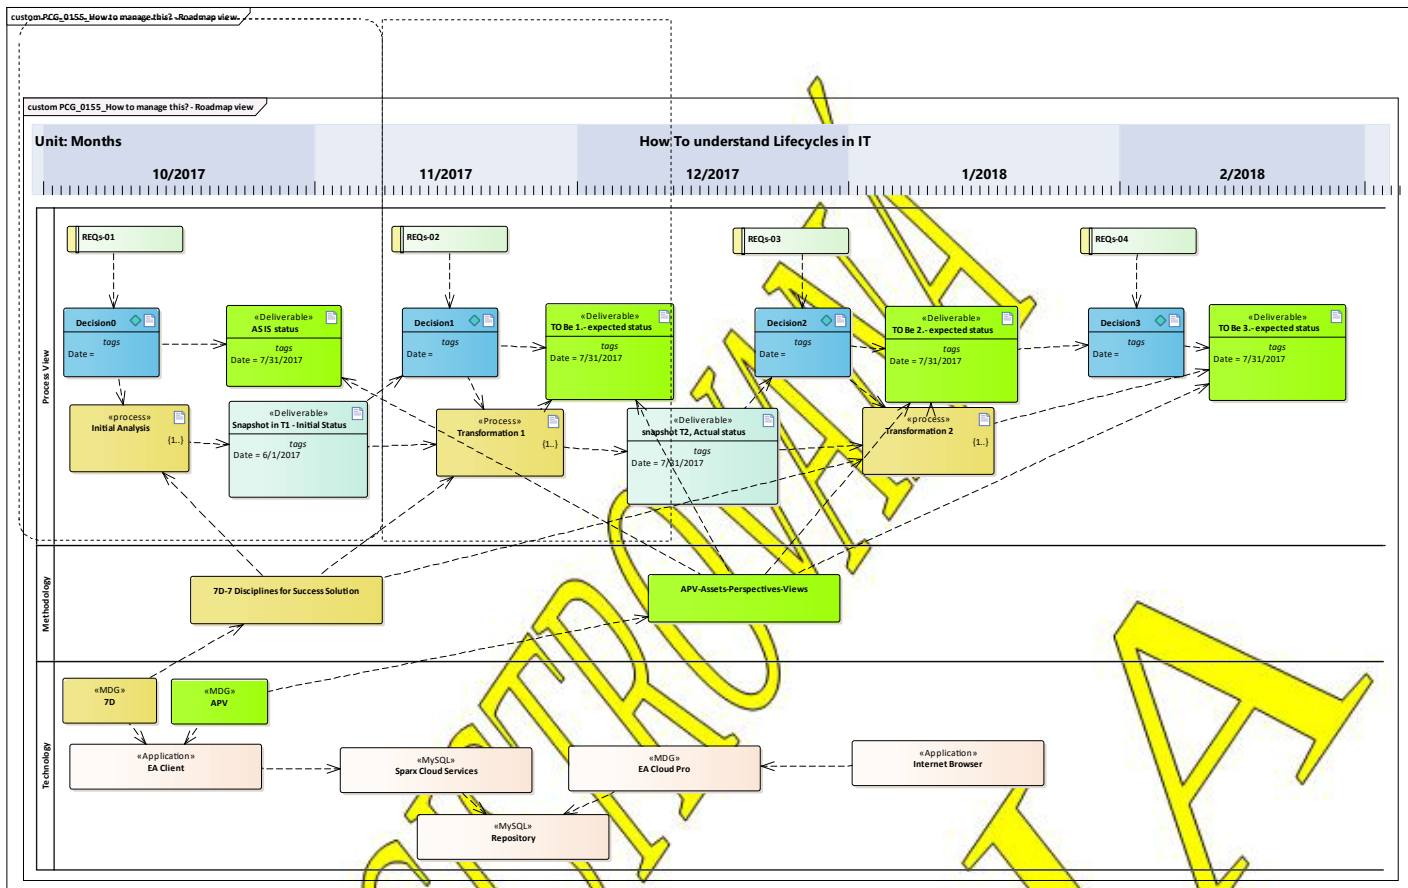 custom PCG_0155_How to manage this? - Roadmap view
custom PCG_0155_How to manage this? - Roadmap view
Unit: Months
How To understand Lifecycles in IT
10/2017
11/2017
12/2017
1/2018
2/2018
Process View
REQs-01
REQs-02
REQs-03
REQs-04
Decision0
tags
Date =
«Deliverable»
AS IS status
tags
Date = 7/31/2017
Decision1
tags
Date =
«Deliverable»
TO Be 1.- expected status
tags
Date = 7/31/2017
Decision2
tags
Date =
«Deliverable»
TO Be 2.- expected status
tags
Date = 7/31/2017
Decision3
tags
Date =
«Deliverable»
TO Be 3.- expected status
tags
Date = 7/31/2017
«process»
Initial Analysis
{1..}
«Deliverable»
Snapshot in T1 - Initial Status
tags
Date = 6/1/2017
«Process»
Transformation 1
{1..}
«Deliverable»
snapshot T2, Actual status
tags
Date = 7/31/2017
«process»
Transformation 2
{1..}
Methodology
7D-7 Disciplines for Success Solution
APV-Assets-Perspectives-Views
Technology
«MDG»
7D
«MDG»
APV
«Application»
EA Client
«MySQL»
Sparx Cloud Services
«MDG»
EA Cloud Pro
«Application»
Internet Browser
«MySQL»
Repository